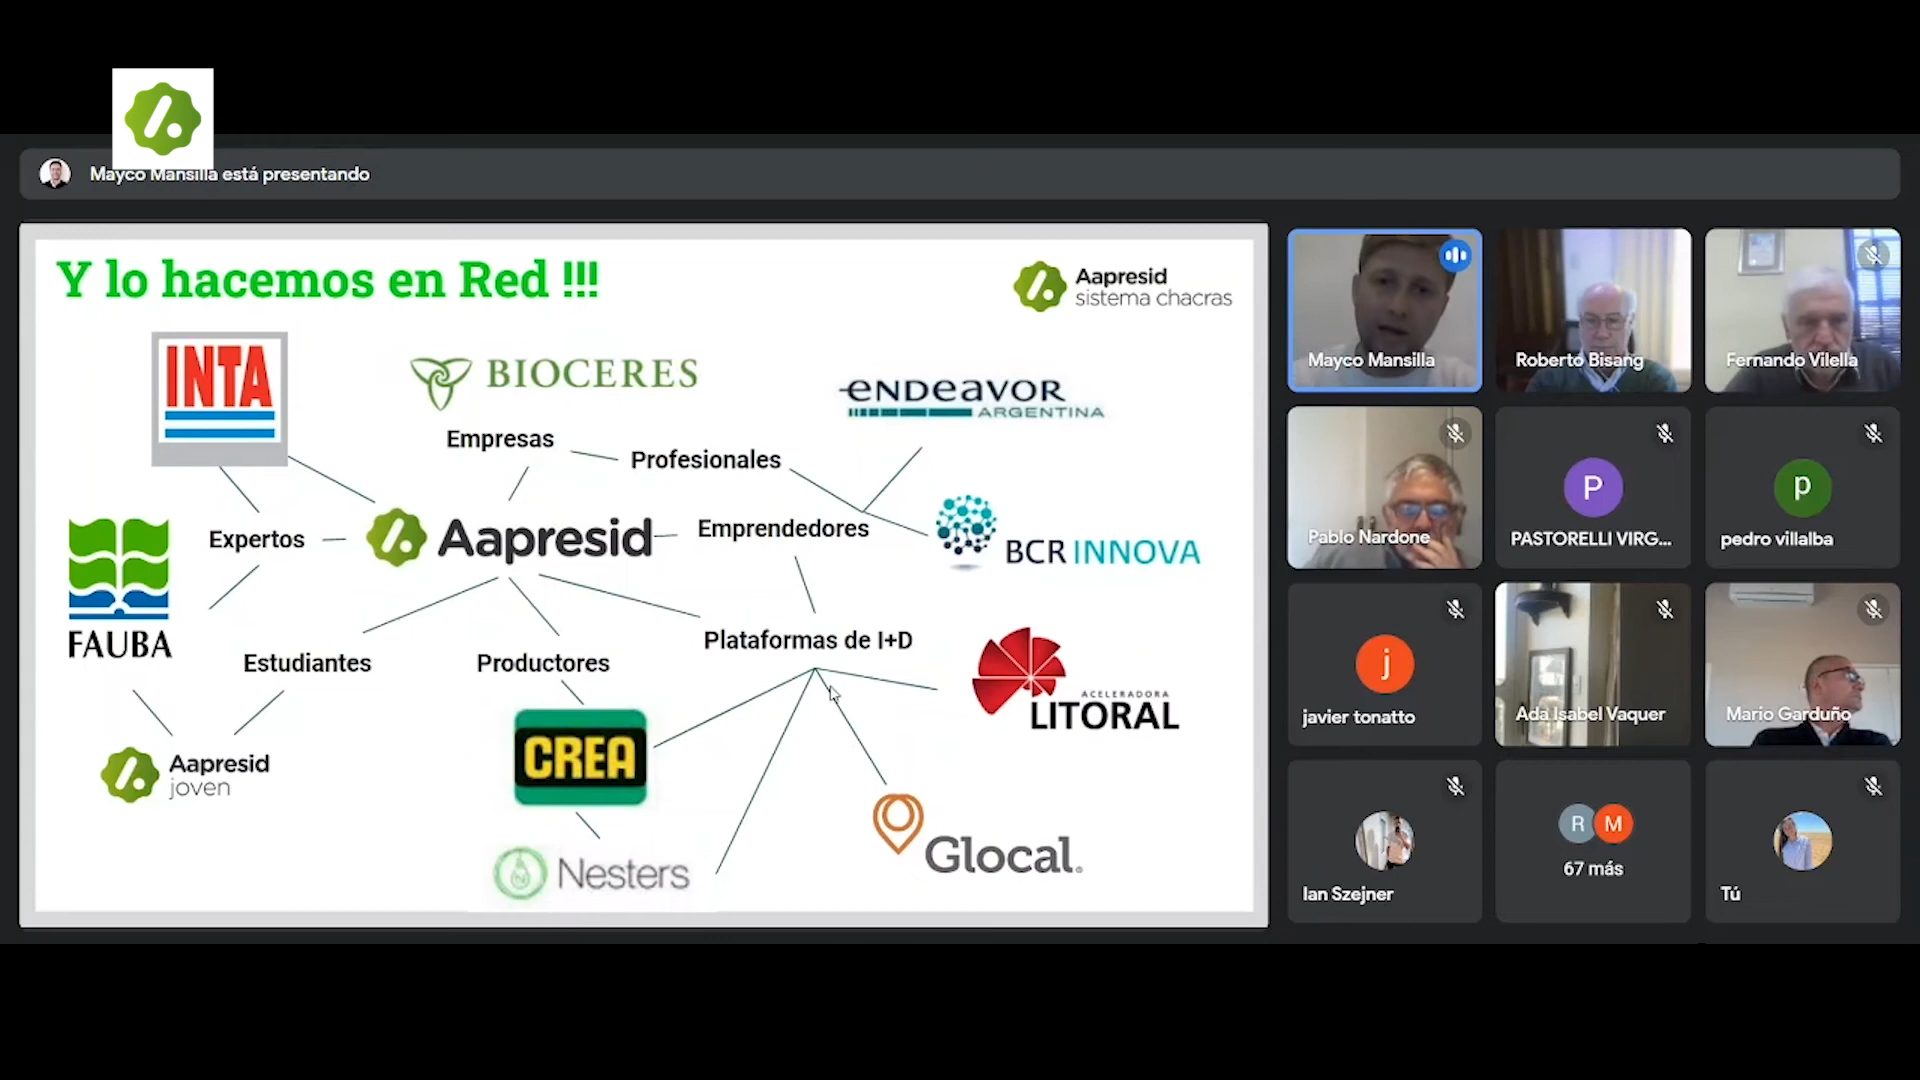 Mayco Mansilla está presentando
Y lo hacemos en Red !!!
Aapresid
sistema chacras
INTA
BIOCERES
ENDEAVOR
ARGENTINA
Empresas
Profesionales
Expertos
Aapresid
Emprendedores
BCR INNOVA
FAUBA
Estudiantes
Productores
Plataformas de I+D
ACELERADORA
LITORAL
Aapresid
joven
CREA
Nesters
Glocal®
Mayco Mansilla
Roberto Bisang
Fernando Vilella
Pablo Nardone
P
PASTORELLI VIRG...
p
pedro villalba
j
javier tonatto
Ada Isabel Vaquer
Mario Garduño
Ian Szejner
R M
67 más
Tú